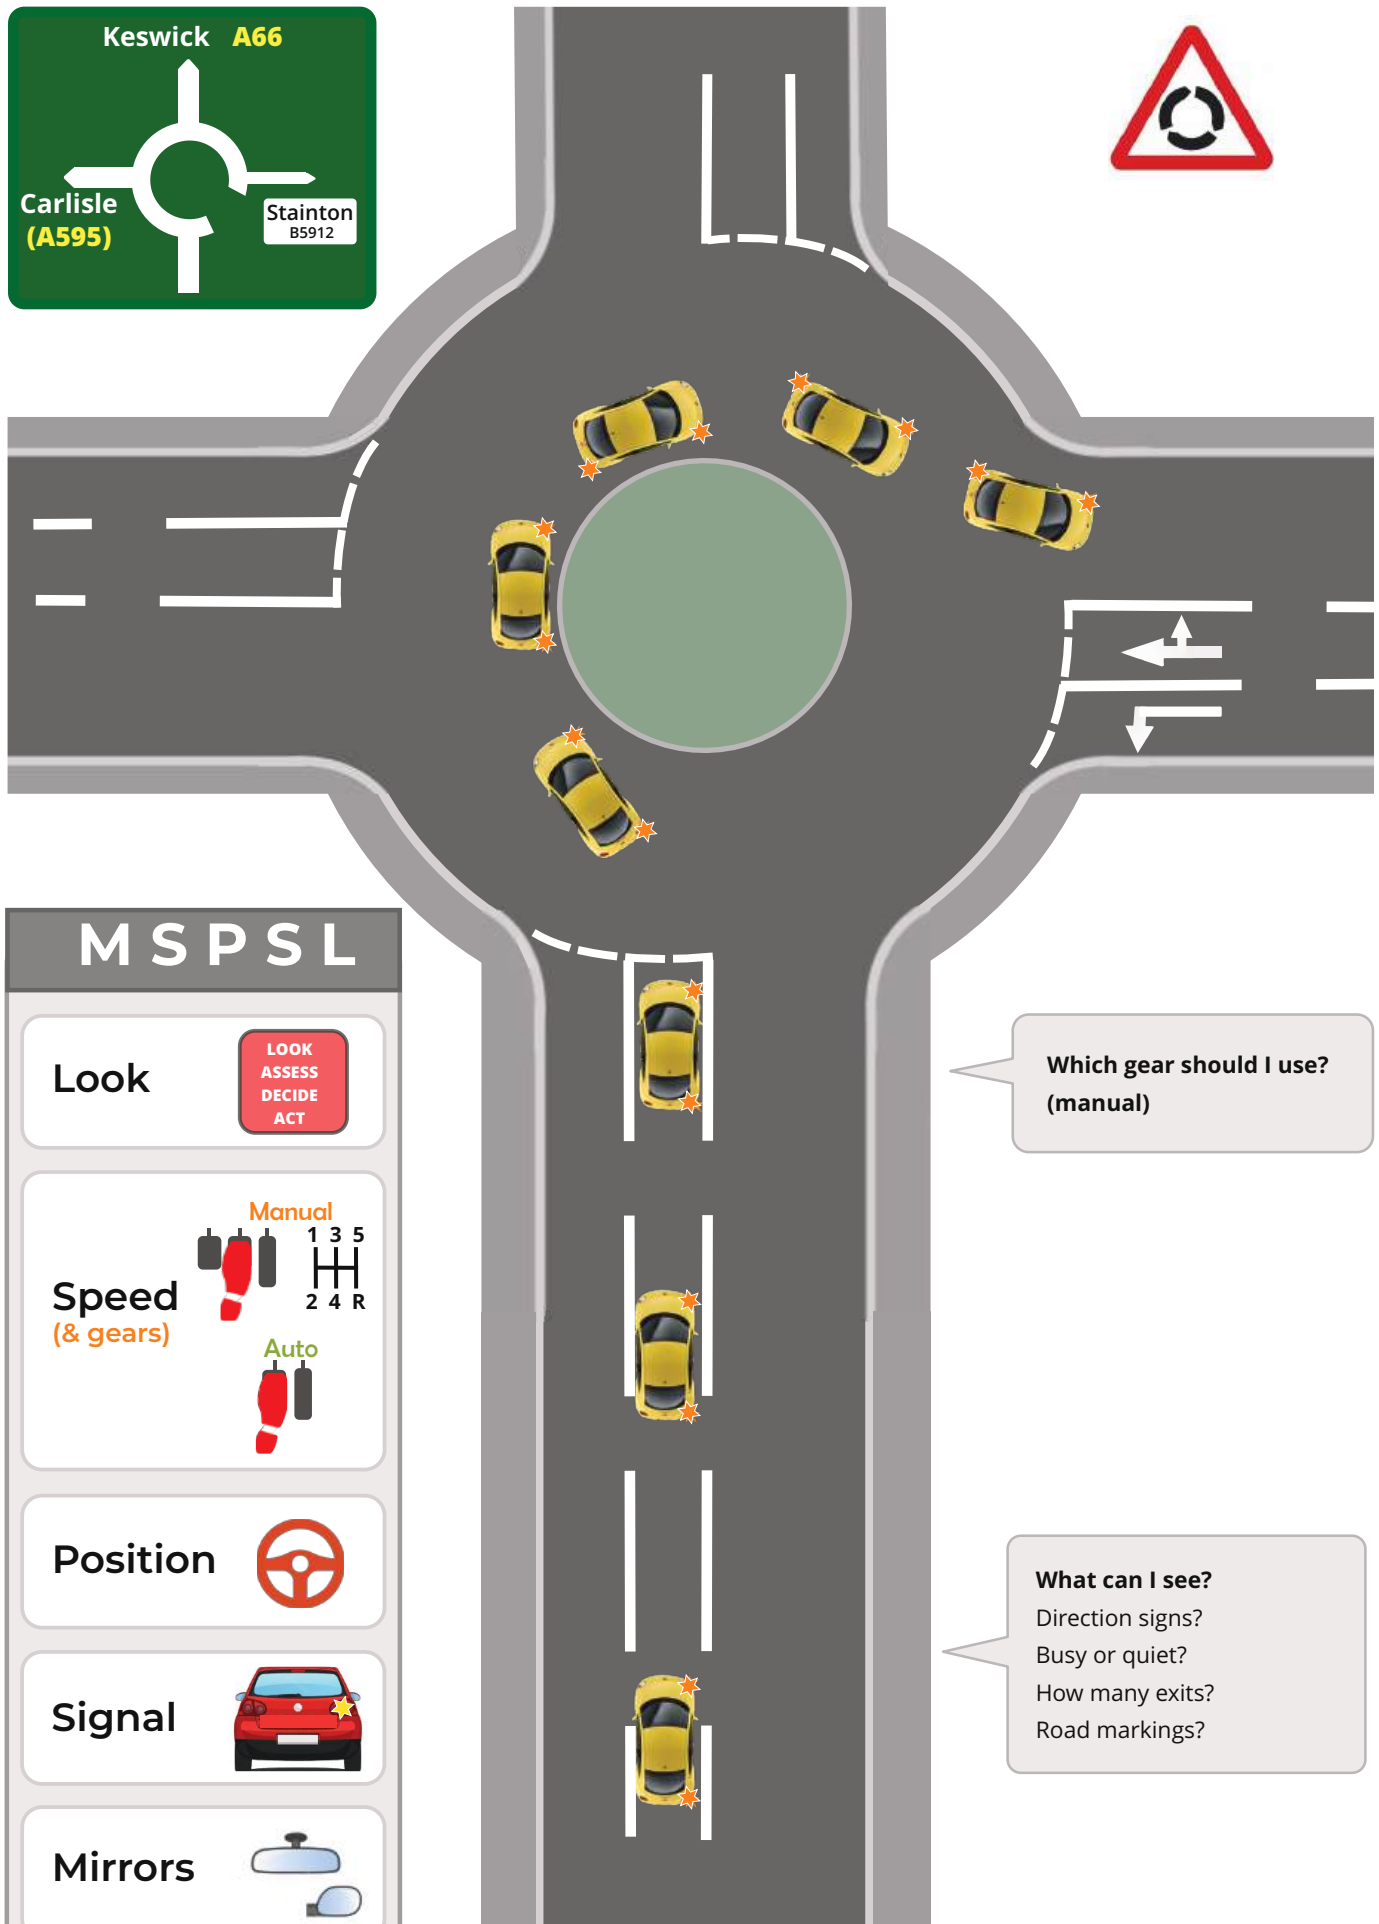 Keswick A66
Carlisle
(A595)
Stainton
B5912
M S P S L
Look
LOOK
ASSESS
DECIDE
ACT
Which gear should I use?
(manual)
Manual
1 3 5
Speed
(& gears)
2 4 R
Auto
Position
What can I see?
Direction signs?
Busy or quiet?
How many exits?
Road markings?
Signal
Mirrors